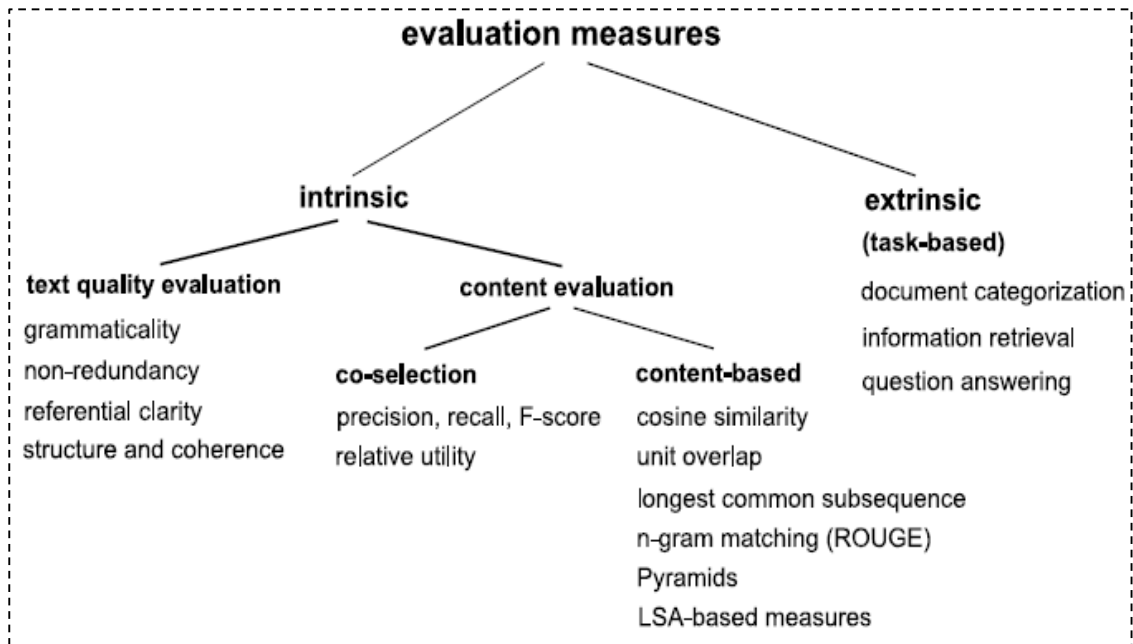 evaluation measures
intrinsic
extrinsic
(task-based)
document categorization
information retrieval
question answering
text quality evaluation
grammaticality
non-redundancy
referential clarity
structure and coherence
content evaluation
co-selection
precision, recall, F-score
relative utility
content-based
cosine similarity
unit overlap
longest common subsequence
n-gram matching (ROUGE)
Pyramids
LSA-based measures